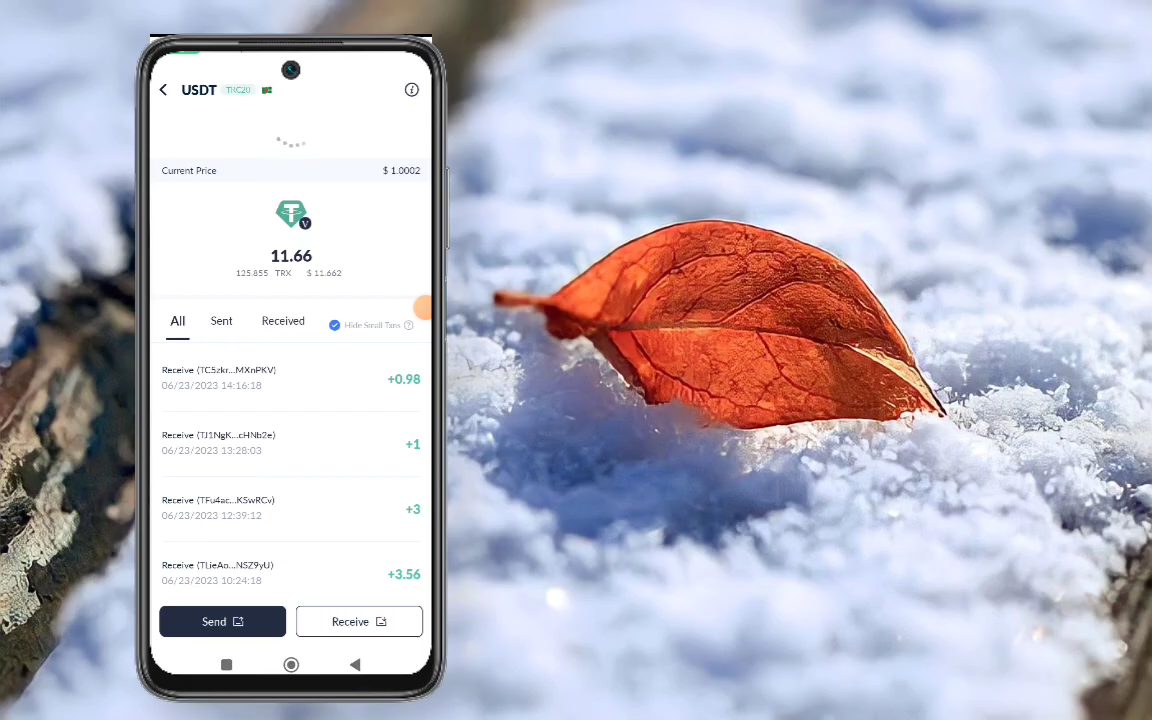 USDT TRC20
Current Price $ 1.0002
11.66
125.855 TRX $ 11.662
All Sent Received Hide Small Txns ?
Receive (TC5zkr...MXnPKV)
06/23/2023 14:16:18
+0.98
Receive (TJ1NgK...cHNb2e)
06/23/2023 13:28:03
+1
Receive (TFu4ac...KSwRCv)
06/23/2023 12:39:12
+3
Receive (TLieAo...NSZ9yU)
06/23/2023 10:24:18
+3.56
Send Receive